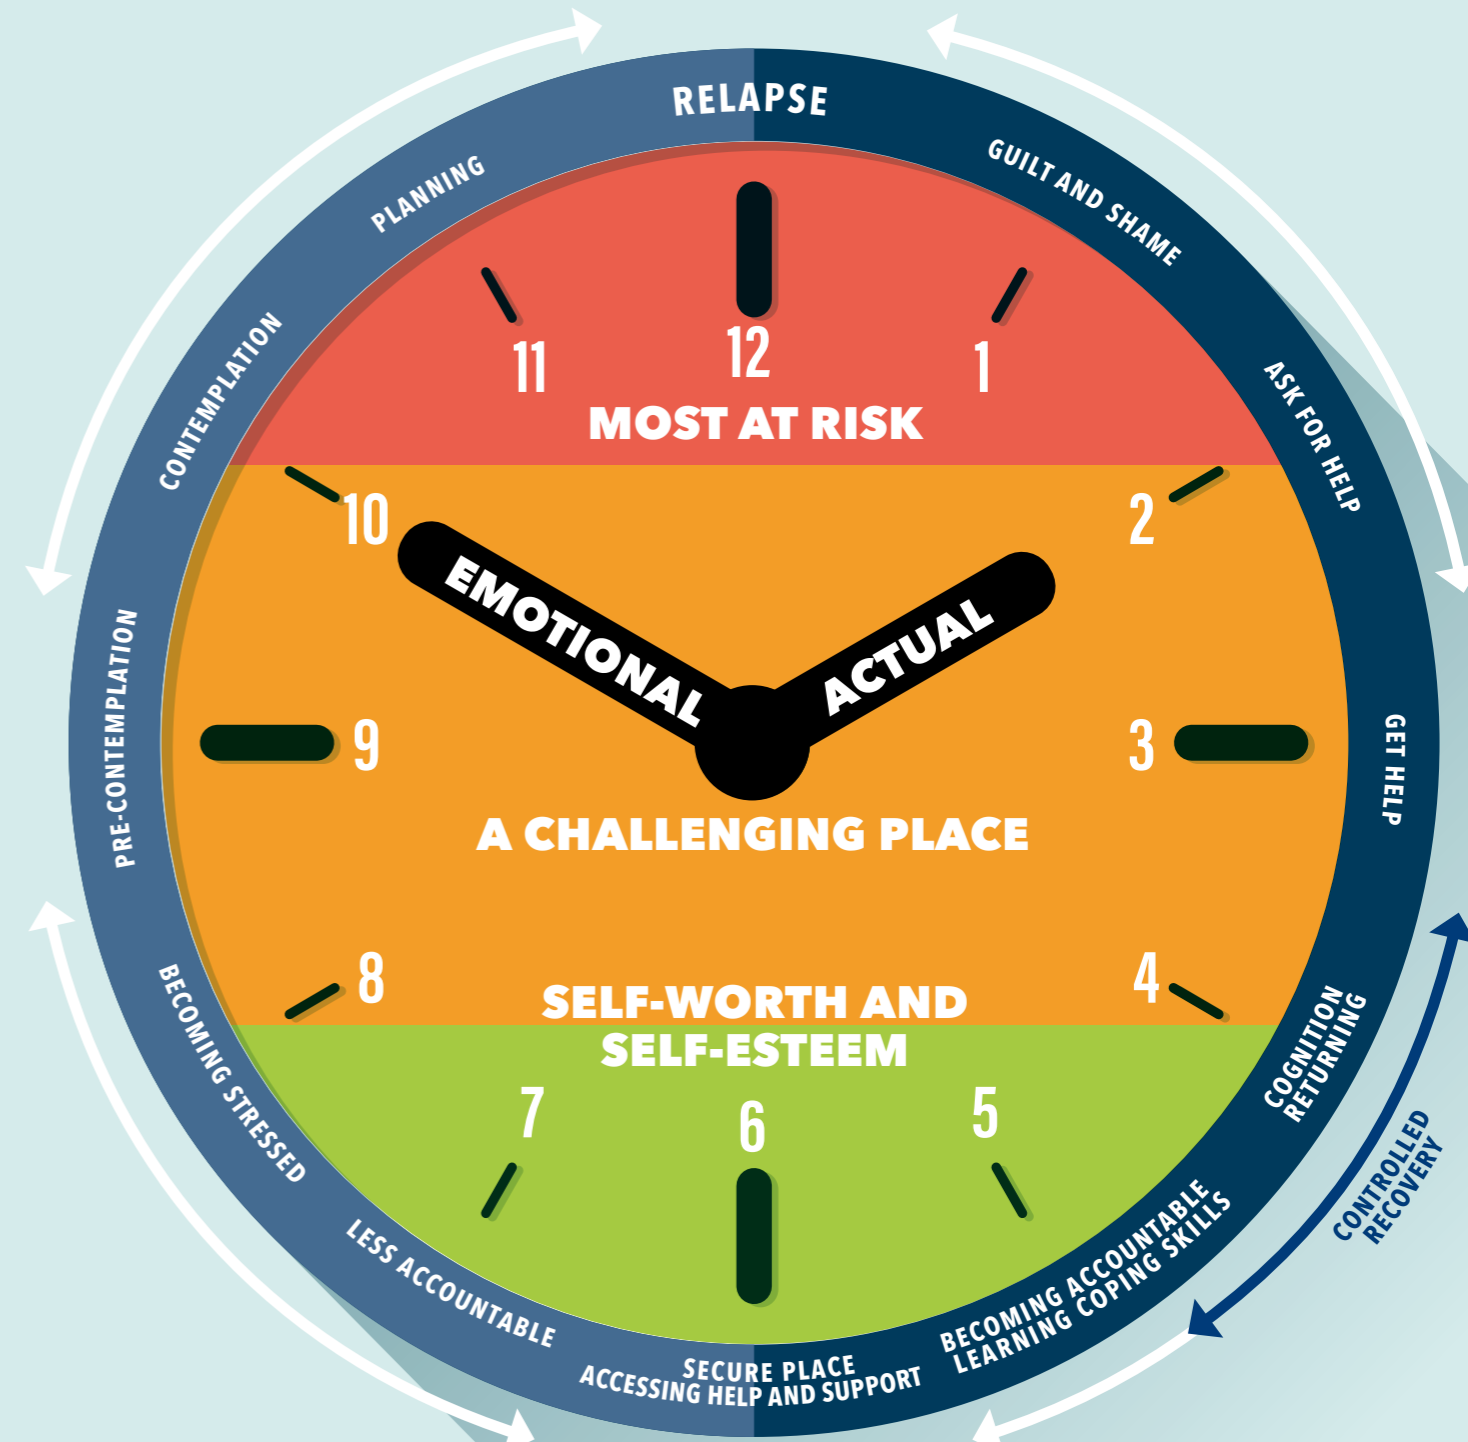 RELAPSE
GUILT AND SHAME
ASK FOR HELP
GET HELP
COGNITION
RETURNING
CONTROLLED
RECOVERY
BECOMING ACCOUNTABLE
LEARNING COPING SKILLS
SECURE PLACE
ACCESSING HELP AND SUPPORT
LESS ACCOUNTABLE
BECOMING STRESSED
PRE-CONTEMPLATION
CONTEMPLATION
PLANNING
12
11
1
MOST AT RISK
10
2
EMOTIONAL
ACTUAL
9
3
A CHALLENGING PLACE
8
4
SELF-WORTH AND
SELF-ESTEEM
7
6
5